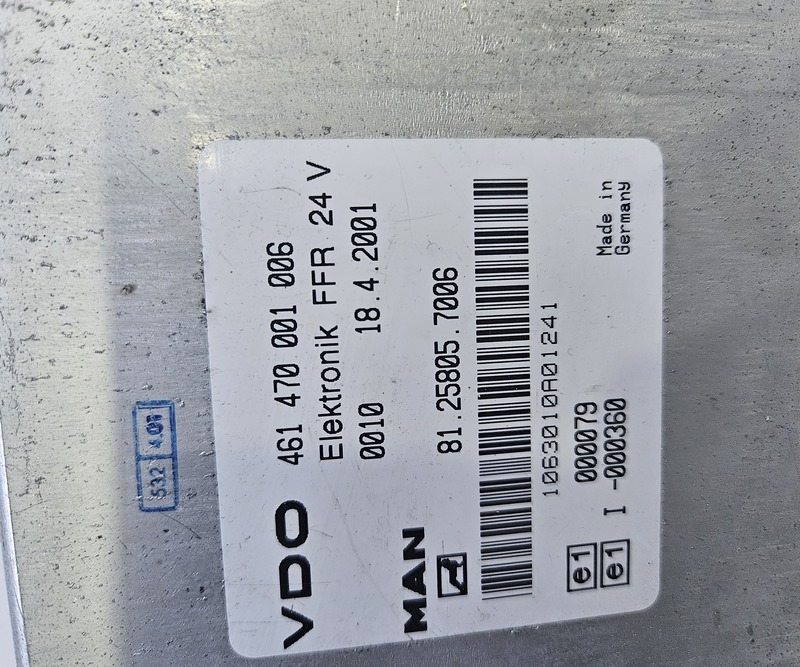 VDO 461 470 001 006
Elektronik FFR 24 V
0010 18.4.2001
MAN 81.25805.7006
1063010A01241
e1 000079
e1 I -000360
Made in
Germany
532